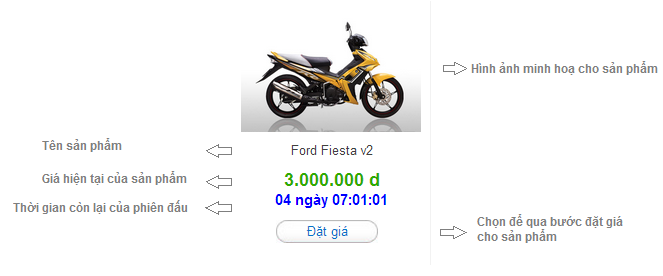 Hình ảnh minh hoạ cho sản phẩm
Tên sản phẩm
Ford Fiesta v2
Giá hiện tại của sản phẩm
3.000.000 d
Thời gian còn lại của phiên đấu
04 ngày 07:01:01
Đặt giá
Chọn để qua bước đặt giá
cho sản phẩm